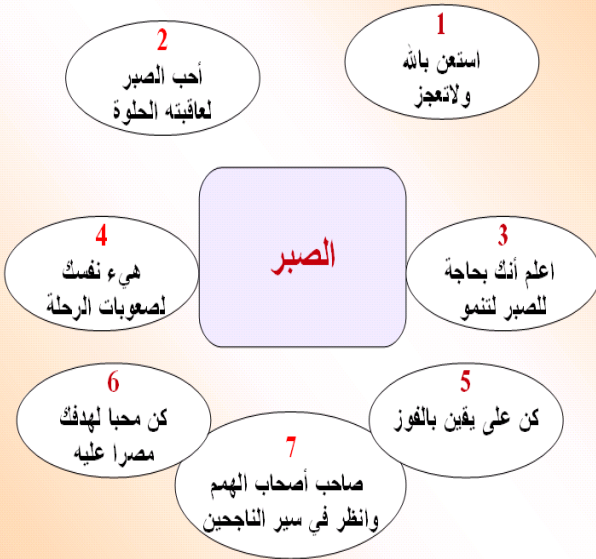 1
استعن بالله
ولاتعجز
2
أحب الصبر
لعاقبته الحلوة
الصبر
3
اعلم أنك بحاجة
للصبر لتنمو
4
هيء نفسك
لصعوبات الرحلة
5
كن على يقين بالفوز
6
كن محبا لهدفك
مصرا عليه
7
صاحب أصحاب الهمم
وانظر في سير الناجحين